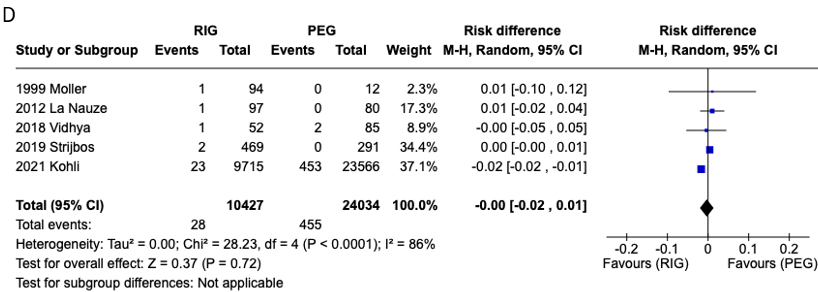 D
RIG PEG Risk difference Risk difference
Study or Subgroup Events Total Events Total Weight M-H, Random, 95% CI M-H, Random, 95% CI
1999 Moller 1 94 0 12 2.3% 0.01 [-0.10 , 0.12]
2012 La Nauze 1 97 0 80 17.3% 0.01 [-0.02 , 0.04]
2018 Vidhya 1 52 2 85 8.9% -0.00 [-0.05 , 0.05]
2019 Strijbos 2 469 0 291 34.4% 0.00 [-0.00 , 0.01]
2021 Kohli 23 9715 453 23566 37.1% -0.02 [-0.02 , -0.01]
Total (95% CI) 10427 24034 100.0% -0.00 [-0.02 , 0.01]
Total events: 28 455
Heterogeneity: Tau² = 0.00; Chi² = 28.23, df = 4 (P < 0.0001); I² = 86%
-0.2 -0.1 0 0.1 0.2
Test for overall effect: Z = 0.37 (P = 0.72)
Favours (RIG) Favours (PEG)
Test for subgroup differences: Not applicable